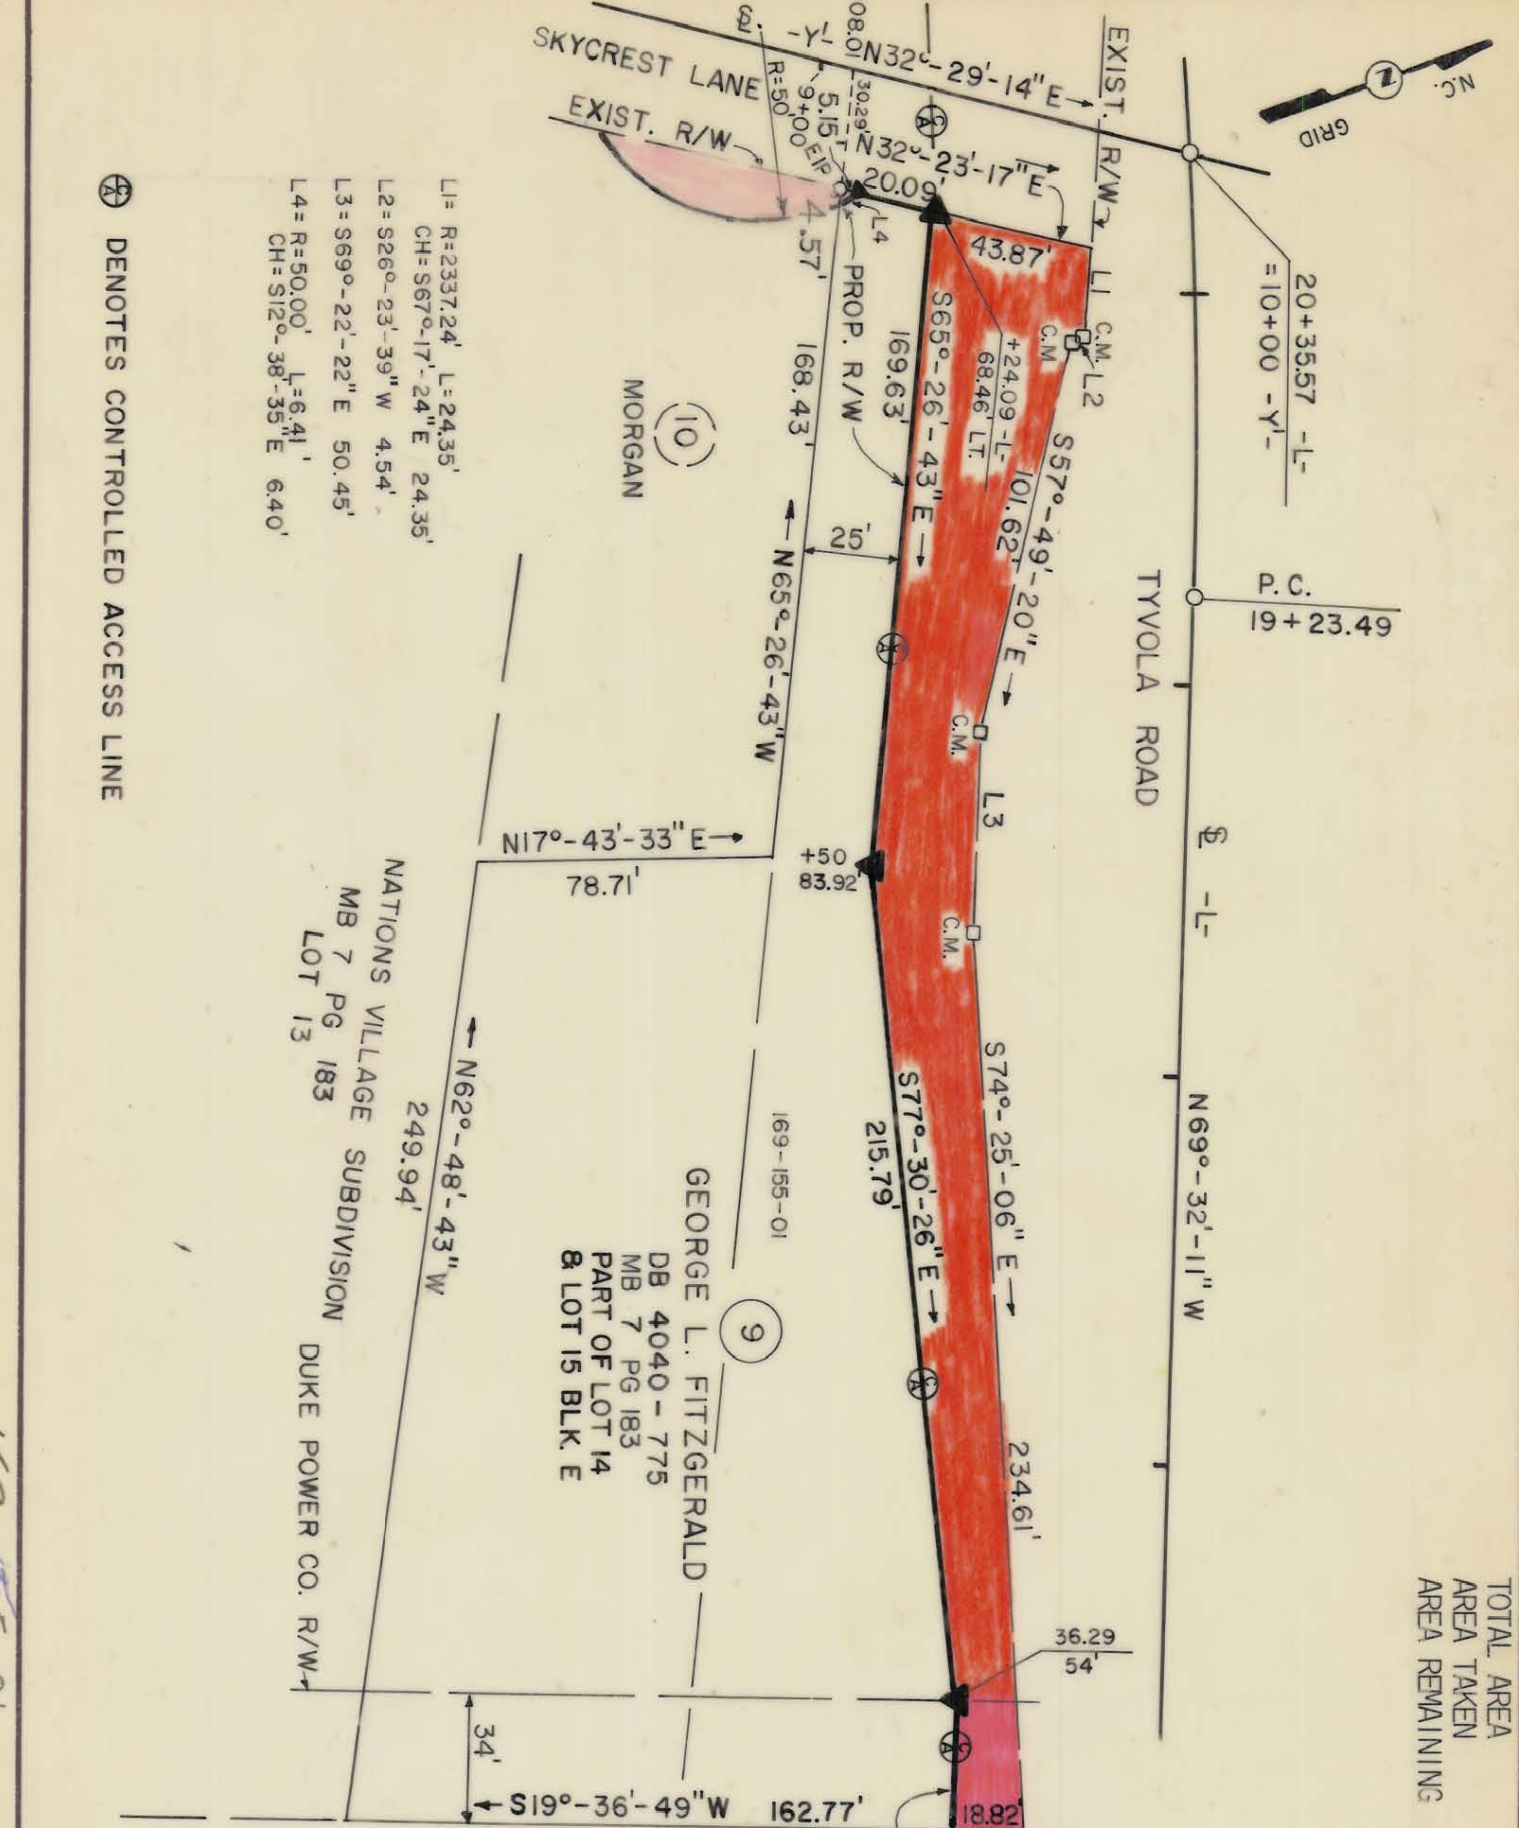 N.C.
GRID
SKYCREST LANE
℄
-Y-
N32°-29'-14"E
EXIST. R/W
EXIST. R/W
R=50'
9+00
5.15'
30.29'
EIP
N32°-23'-17"E
20.09'
L4
4.57'
43.87'
L1
C.M.
C.M
L2
20+35.57 -L-
=10+00 -Y-
+24.09 -L-
68.46' LT.
PROP. R/W
S65°-26'-43"E
169.63'
168.43'
N65°-26'-43"W
25'
S57°-49'-20"E
101.62'
C.M.
L3
C.M.
TYVOLA ROAD
P.C.
19+23.49
℄ -L-
N69°-32'-11" W
L1= R=2337.24' L=24.35'
CH=S67°-17'-24"E 24.35'
L2=S26°-23'-39"W 4.54'
L3=S69°-22'-22"E 50.45'
L4=R=50.00' L=6.41'
CH=S12°-38'-35"E 6.40'
C/A DENOTES CONTROLLED ACCESS LINE
10
MORGAN
N17°-43'-33"E
78.71'
+50
83.92'
NATIONS VILLAGE SUBDIVISION
MB 7 PG 183
LOT 13
N62°-48'-43"W
249.94'
169-155-01
9
GEORGE L. FITZGERALD
DB 4040-775
MB 7 PG 183
PART OF LOT 14
& LOT 15 BLK. E
S77°-30'-26"E
215.79'
S74°-25'-06"E
234.61'
DUKE POWER CO. R/W
36.29
54'
34'
S19°-36'-49"W 162.77'
18.82'
TOTAL AREA
AREA TAKEN
AREA REMAINING